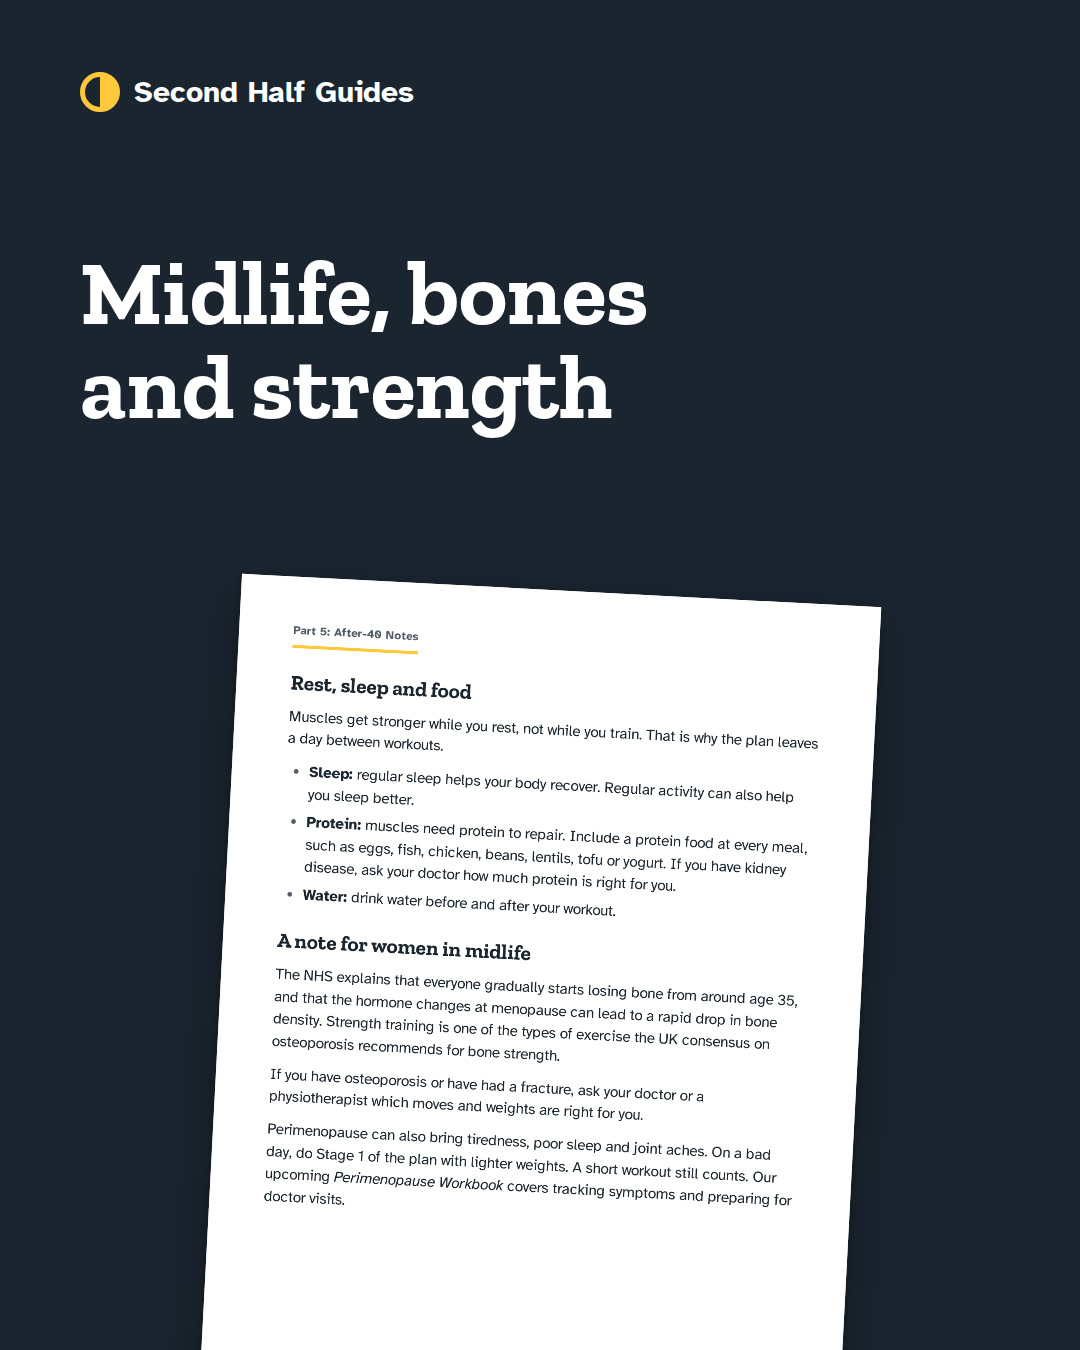 Second Half Guides
Midlife, bones
and strength
Part 5: After-40 Notes
Rest, sleep and food
Muscles get stronger while you rest, not while you train. That is why the plan leaves
a day between workouts.
• Sleep: regular sleep helps your body recover. Regular activity can also help
you sleep better.
• Protein: muscles need protein to repair. Include a protein food at every meal,
such as eggs, fish, chicken, beans, lentils, tofu or yogurt. If you have kidney
disease, ask your doctor how much protein is right for you.
• Water: drink water before and after your workout.
A note for women in midlife
The NHS explains that everyone gradually starts losing bone from around age 35,
and that the hormone changes at menopause can lead to a rapid drop in bone
density. Strength training is one of the types of exercise the UK consensus on
osteoporosis recommends for bone strength.
If you have osteoporosis or have had a fracture, ask your doctor or a
physiotherapist which moves and weights are right for you.
Perimenopause can also bring tiredness, poor sleep and joint aches. On a bad
day, do Stage 1 of the plan with lighter weights. A short workout still counts. Our
upcoming Perimenopause Workbook covers tracking symptoms and preparing for
doctor visits.